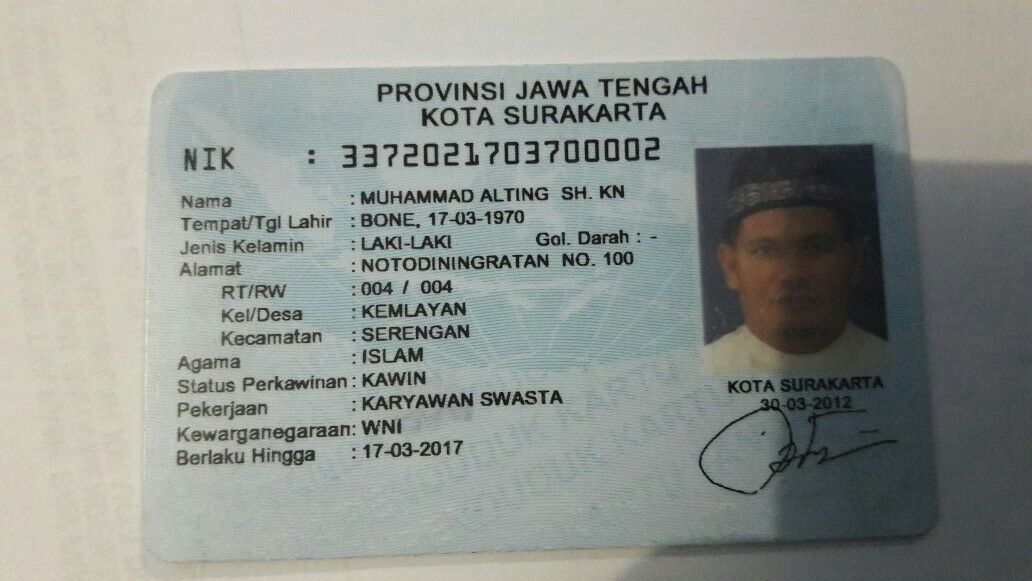 PROVINSI JAWA TENGAH
KOTA SURAKARTA
NIK : 3372021703700002
Nama : MUHAMMAD ALTING SH. KN
Tempat/Tgl Lahir : BONE, 17-03-1970
Jenis Kelamin : LAKI-LAKI Gol. Darah : -
Alamat : NOTODININGRATAN NO. 100
RT/RW : 004 / 004
Kel/Desa : KEMLAYAN
Kecamatan : SERENGAN
Agama : ISLAM
Status Perkawinan : KAWIN
Pekerjaan : KARYAWAN SWASTA
Kewarganegaraan: WNI
Berlaku Hingga : 17-03-2017
KOTA SURAKARTA
30-03-2012